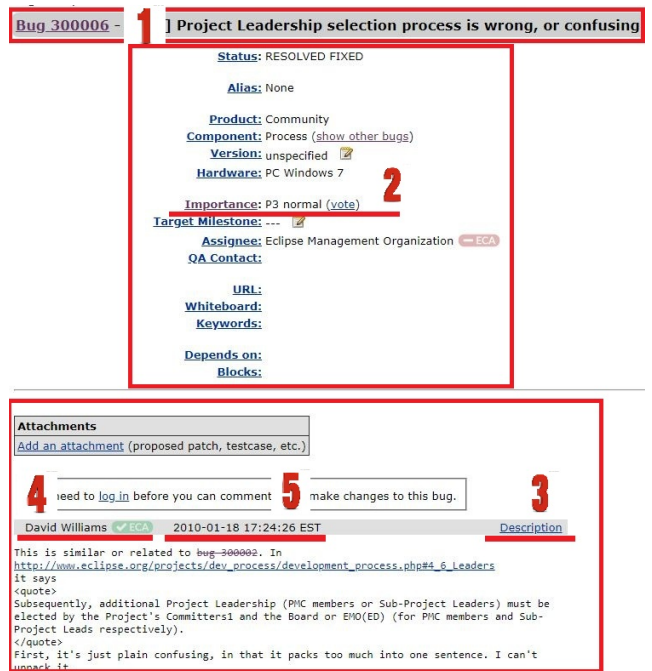 Bug 300006 - 1 ] Project Leadership selection process is wrong, or confusing
Status: RESOLVED FIXED
Alias: None
Product: Community
Component: Process (show other bugs)
Version: unspecified
Hardware: PC Windows 7
2
Importance: P3 normal (vote)
Target Milestone: ---
Assignee: Eclipse Management Organization ECA
QA Contact:
URL:
Whiteboard:
Keywords:
Depends on:
Blocks:
Attachments
Add an attachment (proposed patch, testcase, etc.)
4 need to log in before you can comment 5 make changes to this bug. 3
David Williams ECA 2010-01-18 17:24:26 EST Description
This is similar or related to bug 300002. In
http://www.eclipse.org/projects/dev_process/development_process.php#4_6_Leaders
it says
<quote>
Subsequently, additional Project Leadership (PMC members or Sub-Project Leaders) must be
elected by the Project's Committers1 and the Board or EMO(ED) (for PMC members and Sub-
Project Leads respectively).
</quote>
First, it's just plain confusing, in that it packs too much into one sentence. I can't
unpack it